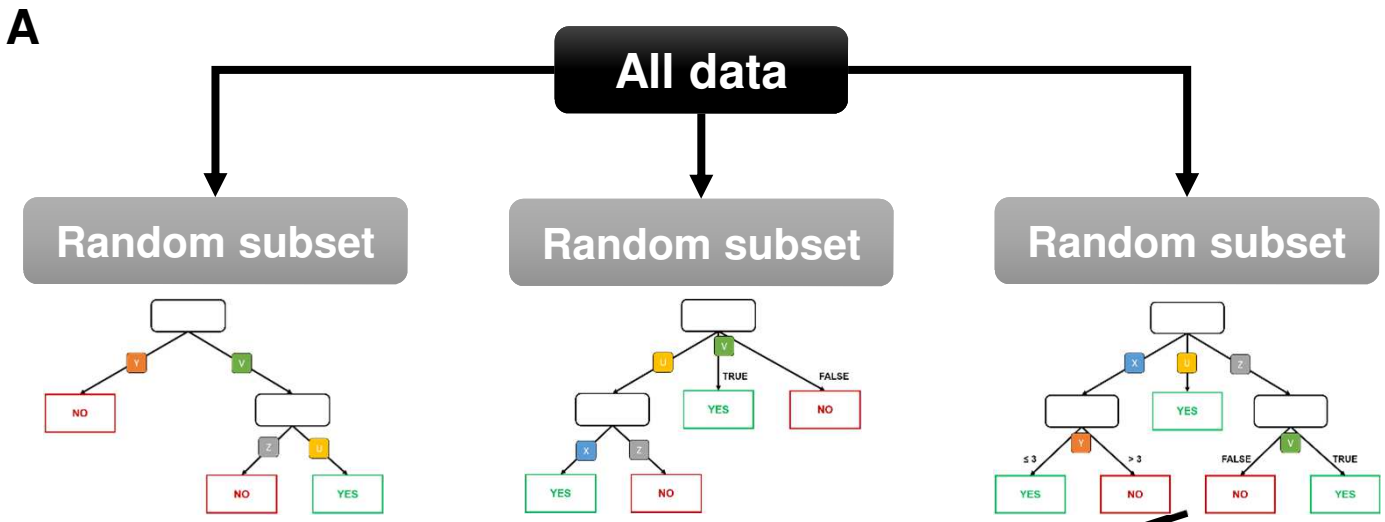 A
All data
Random subset
Random subset
Random subset
Y
V
NO
Z
U
NO
YES
U
V
TRUE
FALSE
YES
NO
X
Z
YES
NO
X
U
Z
YES
Y
V
≤ 3
> 3
FALSE
TRUE
YES
NO
NO
YES